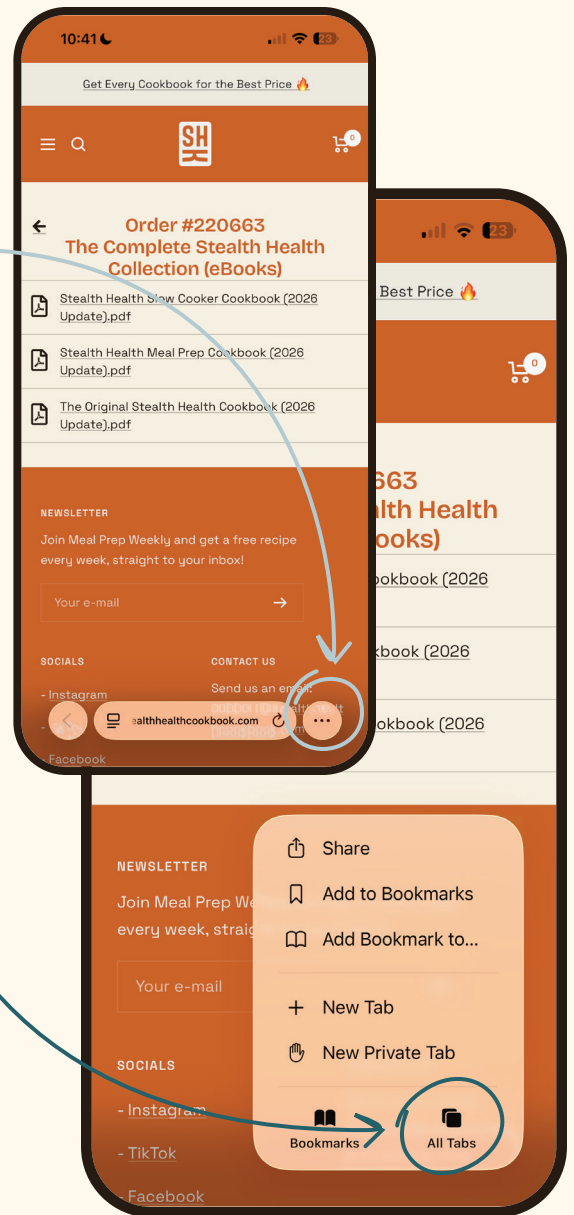 10:41
23
Get Every Cookbook for the Best Price 🔥
SH
0
Order #220663
The Complete Stealth Health
Collection (eBooks)
Stealth Health Slow Cooker Cookbook (2026
Update).pdf
Stealth Health Meal Prep Cookbook (2026
Update).pdf
The Original Stealth Health Cookbook (2026
Update).pdf
NEWSLETTER
Join Meal Prep Weekly and get a free recipe
every week, straight to your inbox!
Your e-mail
SOCIALS
CONTACT US
- Instagram
Send us an email:
ealthhealthcookbook.com
- Facebook
23
Best Price 🔥
0
663
lth Health
ooks)
ookbook (2026
kbook (2026
okbook (2026
NEWSLETTER
Join Meal Prep We
every week, straig
Your e-mail
SOCIALS
- Instagram
- TikTok
- Facebook
Share
Add to Bookmarks
Add Bookmark to...
New Tab
New Private Tab
Bookmarks
All Tabs